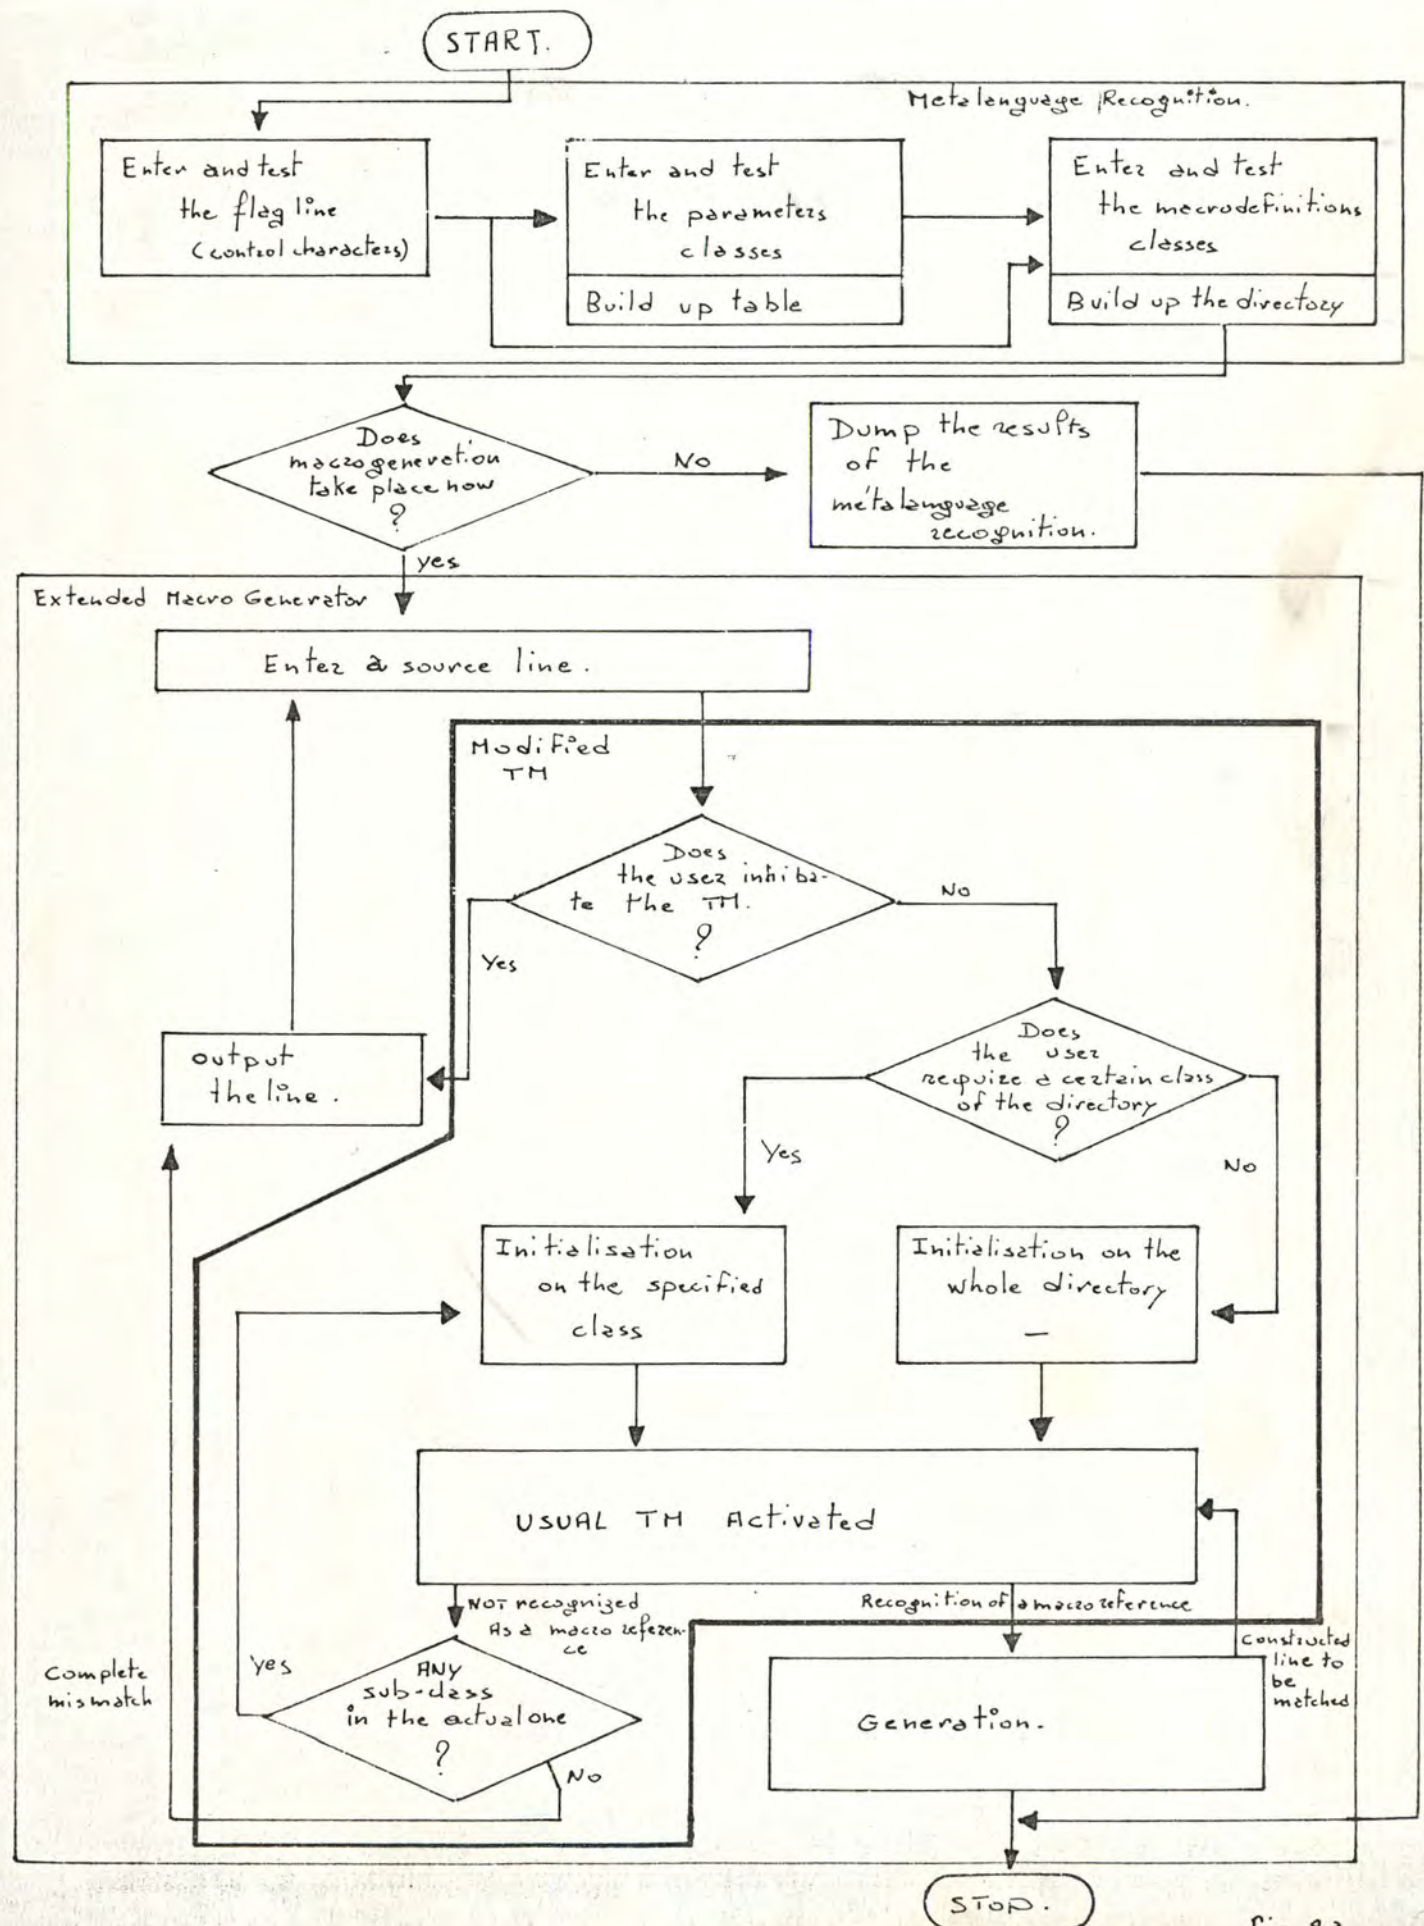 START.
Metalanguage Recognition.
Enter and test
the flag line
(control characters)
Enter and test
the parameters
classes
Build up table
Enter and test
the macrodefinitions
classes
Build up the directory
Does
macrogeneration
take place now
?
No
Dump the results
of the
métalanguage
recognition.
yes
Extended Macro Generator
Enter a source line.
Modified
TM
Does
the user inhiba-
te the TM.
?
No
Yes
output
the line.
Does
the user
require a certain class
of the directory
?
Yes
No
Initialisation
on the specified
class
Initialisation on the
whole directory
—
USUAL TM Activated
NOT recognized
As a macro referen-
ce
Recognition of a macro reference
Complete
mismatch
yes
ANY
sub-class
in the actual one
?
No
Generation.
Constructed
line to
be
matched
STOP.